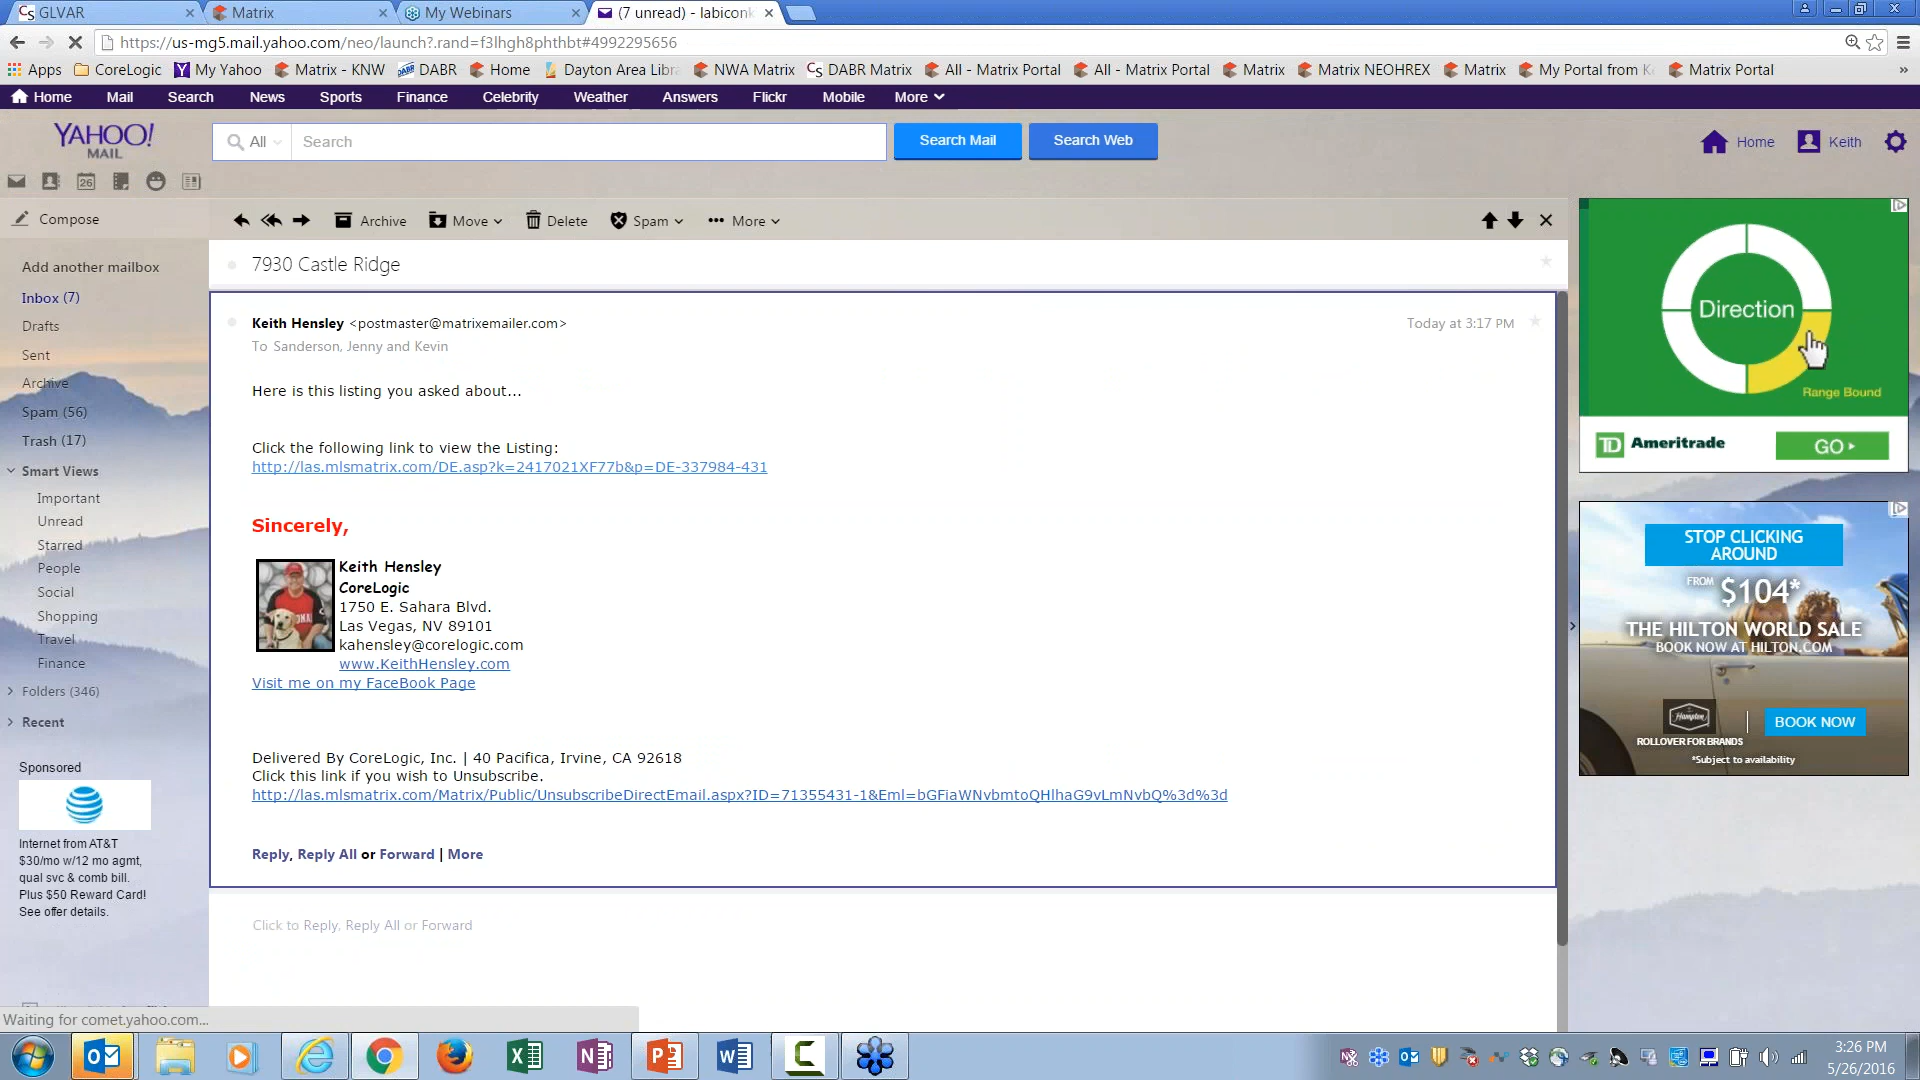 GLVAR
Matrix
My Webinars
(7 unread) - labiconk
https://us-mg5.mail.yahoo.com/neo/launch?.rand=f3lhgh8phthbt#4992295656
Apps CoreLogic My Yahoo Matrix - KNW DABR Home Dayton Area Libra NWA Matrix DABR Matrix All - Matrix Portal All - Matrix Portal Matrix Matrix NEOHREX Matrix My Portal from K Matrix Portal »
Home Mail Search News Sports Finance Celebrity Weather Answers Flickr Mobile More
YAHOO!
MAIL
All Search Search Mail Search Web
Home Keith
26
Compose
Archive Move Delete Spam More
7930 Castle Ridge
Add another mailbox
Inbox (7)
Drafts
Sent
Archive
Spam (56)
Trash (17)
Smart Views
Important
Unread
Starred
People
Social
Shopping
Travel
Finance
Folders (346)
Recent
Sponsored
Internet from AT&T
$30/mo w/12 mo agmt,
qual svc & comb bill.
Plus $50 Reward Card!
See offer details.
Keith Hensley <postmaster@matrixemailer.com>
Today at 3:17 PM
To Sanderson, Jenny and Kevin
Here is this listing you asked about...
Click the following link to view the Listing:
http://las.mlsmatrix.com/DE.asp?k=2417021XF77b&p=DE-337984-431
Sincerely,
Keith Hensley
CoreLogic
1750 E. Sahara Blvd.
Las Vegas, NV 89101
kahensley@corelogic.com
www.KeithHensley.com
Visit me on my FaceBook Page
Delivered By CoreLogic, Inc. | 40 Pacifica, Irvine, CA 92618
Click this link if you wish to Unsubscribe.
http://las.mlsmatrix.com/Matrix/Public/UnsubscribeDirectEmail.aspx?ID=71355431-1&Eml=bGFiaWNvbmtoQHlhaG9vLmNvbQ%3d%3d
Reply, Reply All or Forward | More
Click to Reply, Reply All or Forward
Direction
Range Bound
TD Ameritrade
GO
STOP CLICKING
AROUND
FROM $104*
THE HILTON WORLD SALE
BOOK NOW AT HILTON.COM
Hampton
BOOK NOW
ROLLOVER FOR BRANDS
*Subject to availability
Waiting for comet.yahoo.com...
3:26 PM
5/26/2016